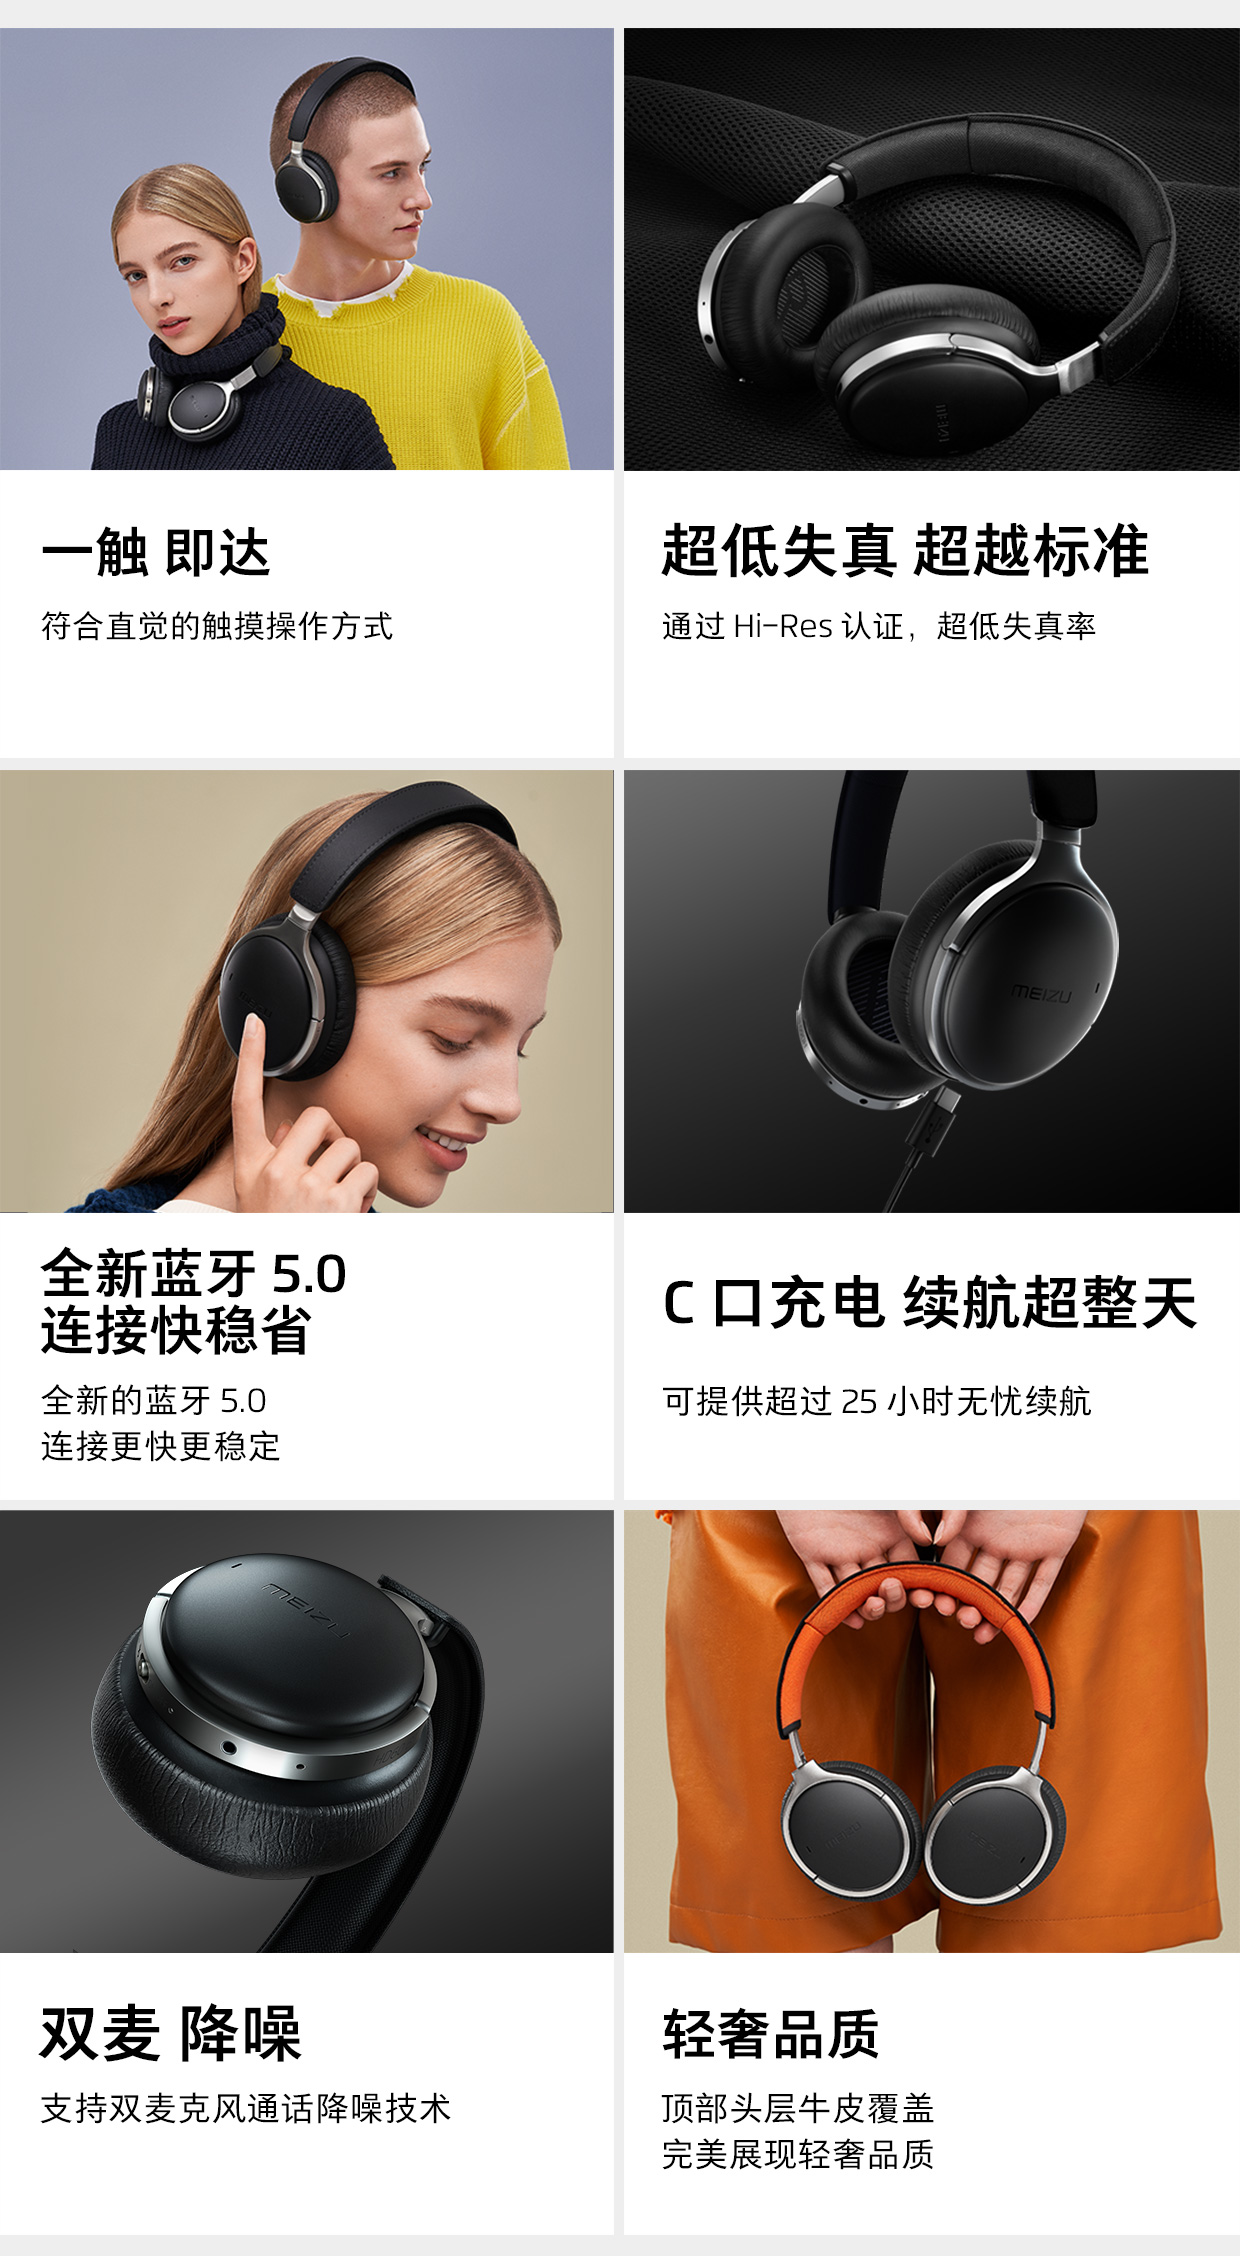 一触 即达
符合直觉的触摸操作方式
超低失真 超越标准
通过 Hi-Res 认证，超低失真率
MEIZU
全新蓝牙 5.0
连接快稳省
全新的蓝牙 5.0
连接更快更稳定
MEIZU
C 口充电 续航超整天
可提供超过 25 小时无忧续航
MEIZU
双麦 降噪
支持双麦克风通话降噪技术
轻奢品质
顶部头层牛皮覆盖
完美展现轻奢品质